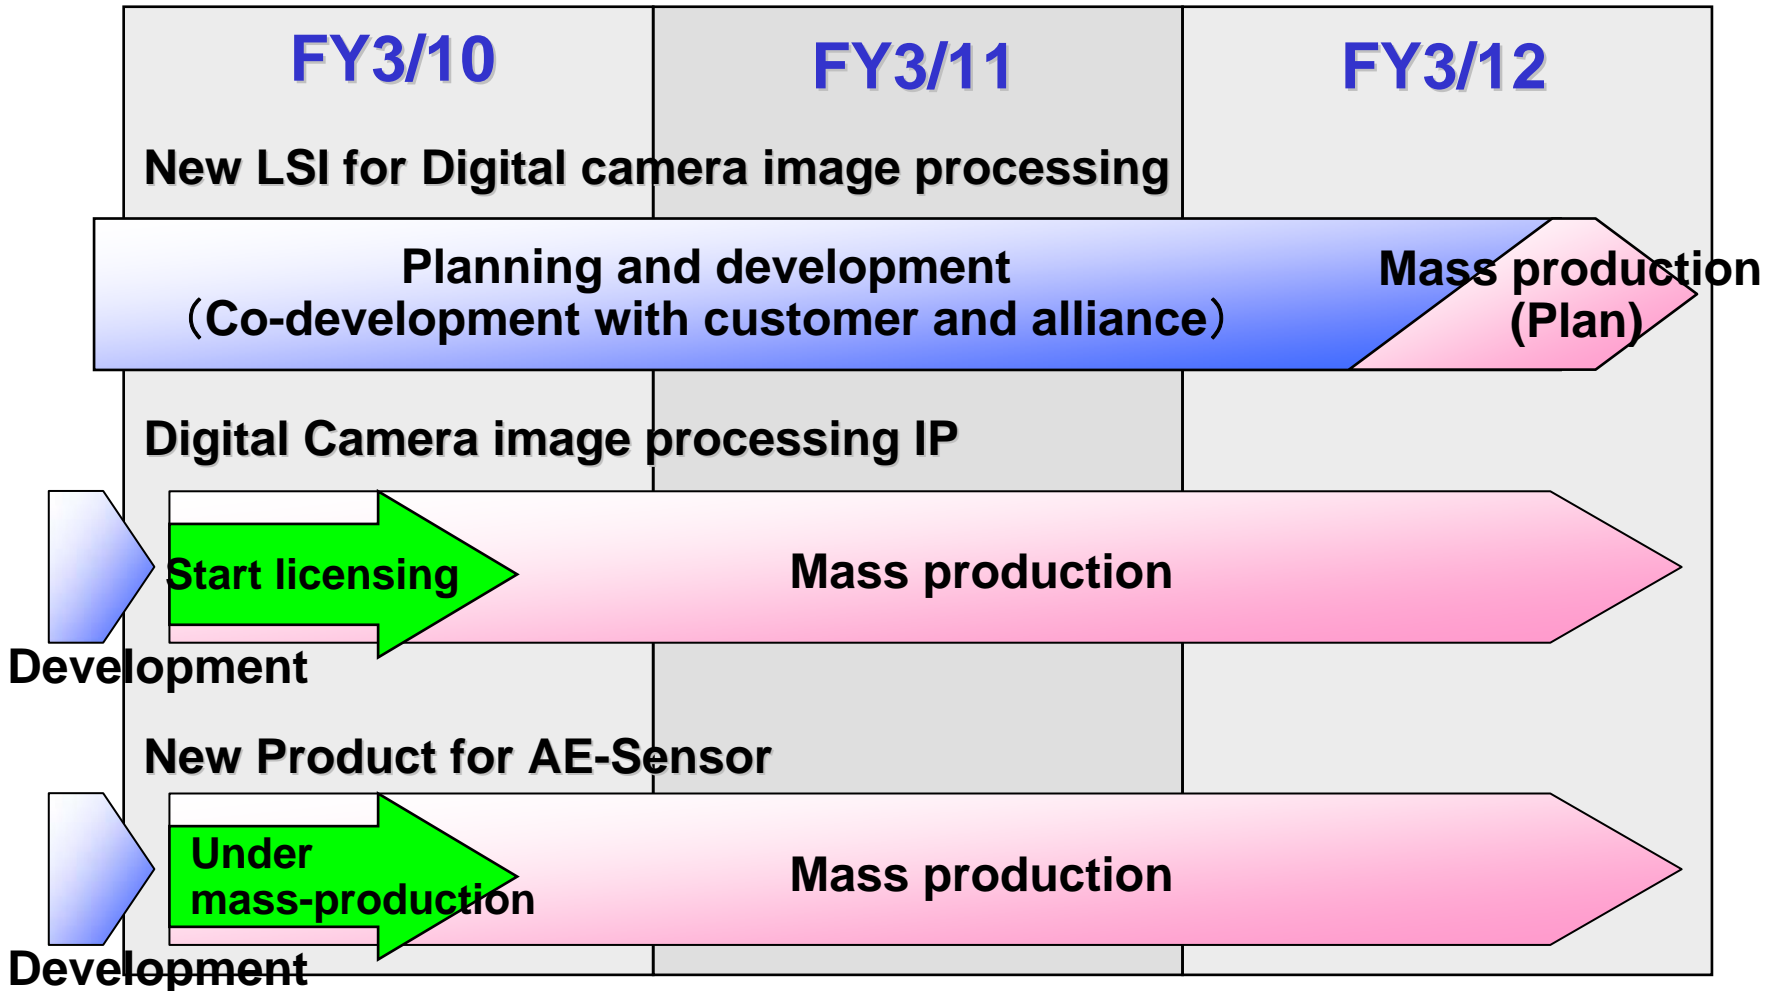 FY3/10
FY3/11
FY3/12
New LSI for Digital camera image processing
Planning and development
（Co-development with customer and alliance）
Mass production
(Plan)
Digital Camera image processing IP
Start licensing
Mass production
Development
New Product for AE-Sensor
Under
mass-production
Mass production
Development